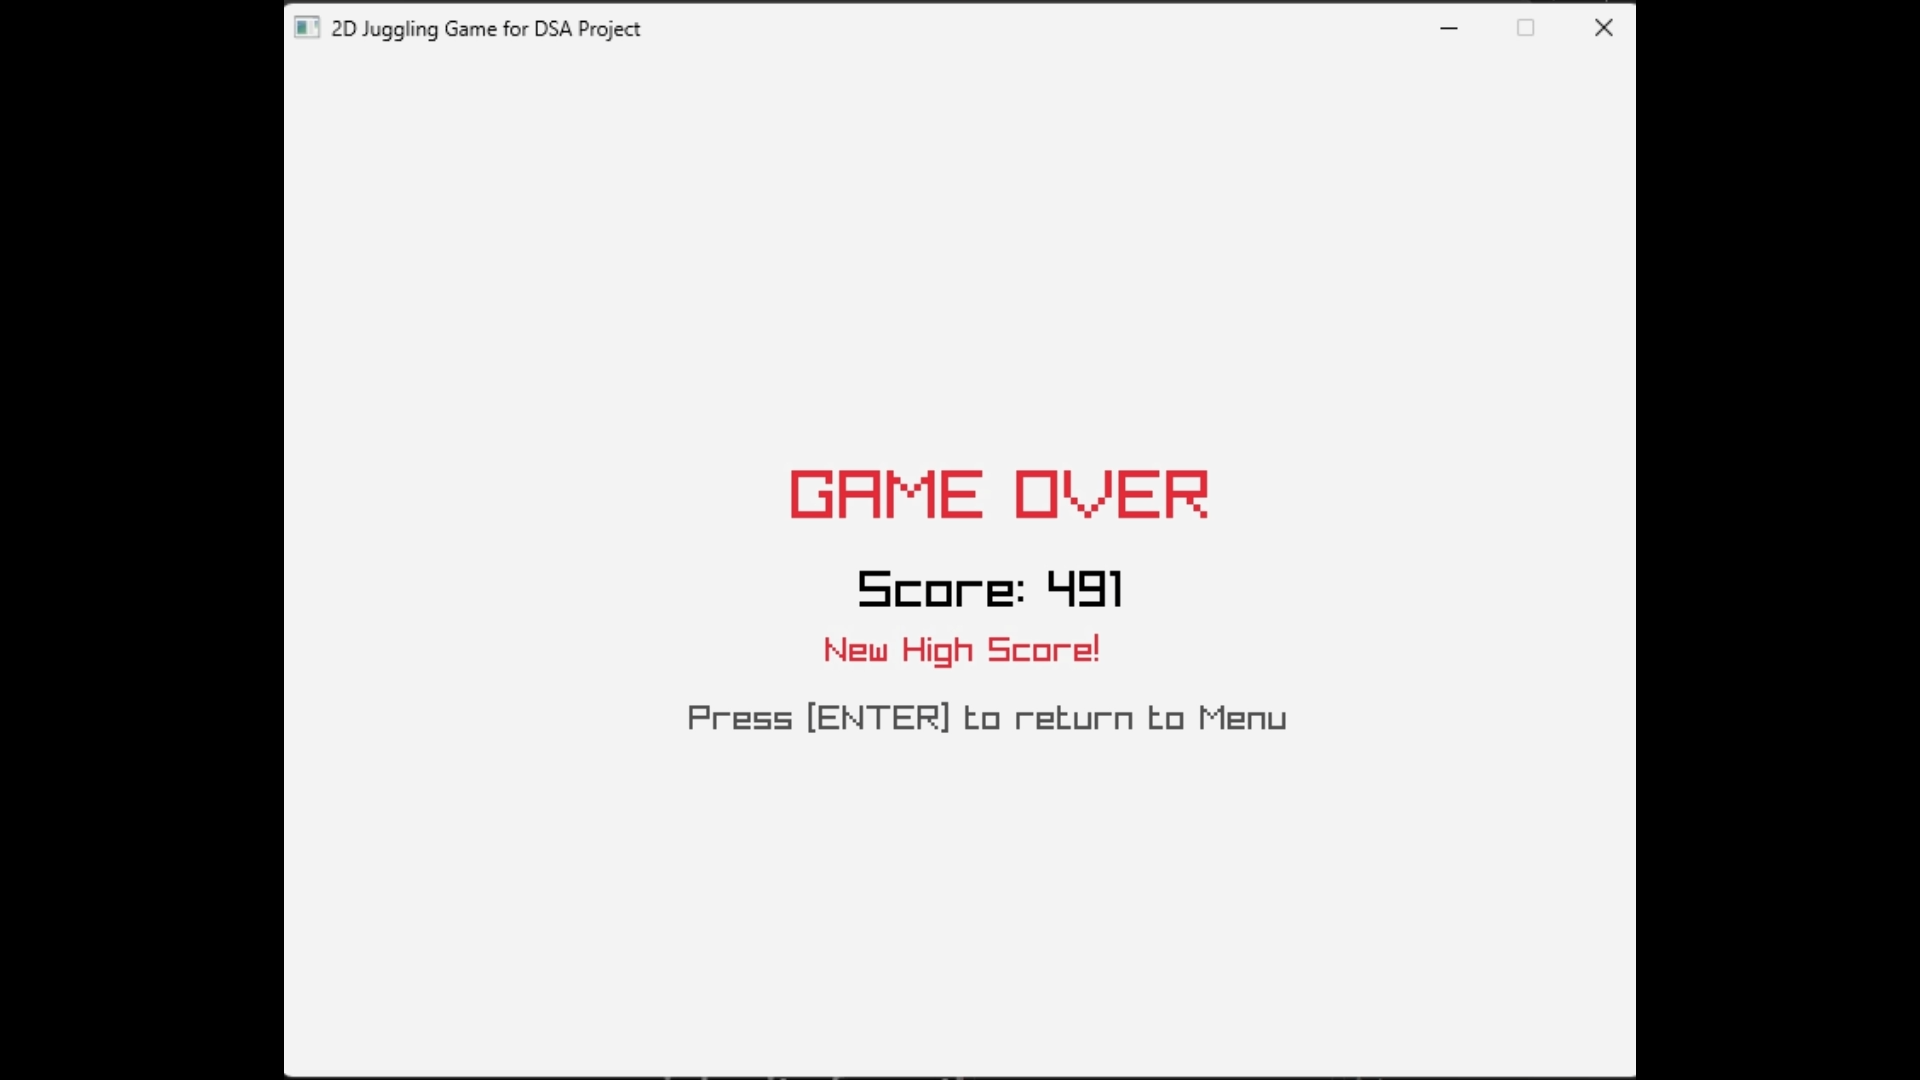 2D Juggling Game for DSA Project
GAME OVER
Score: 491
New High Score!
Press [ENTER] to return to Menu